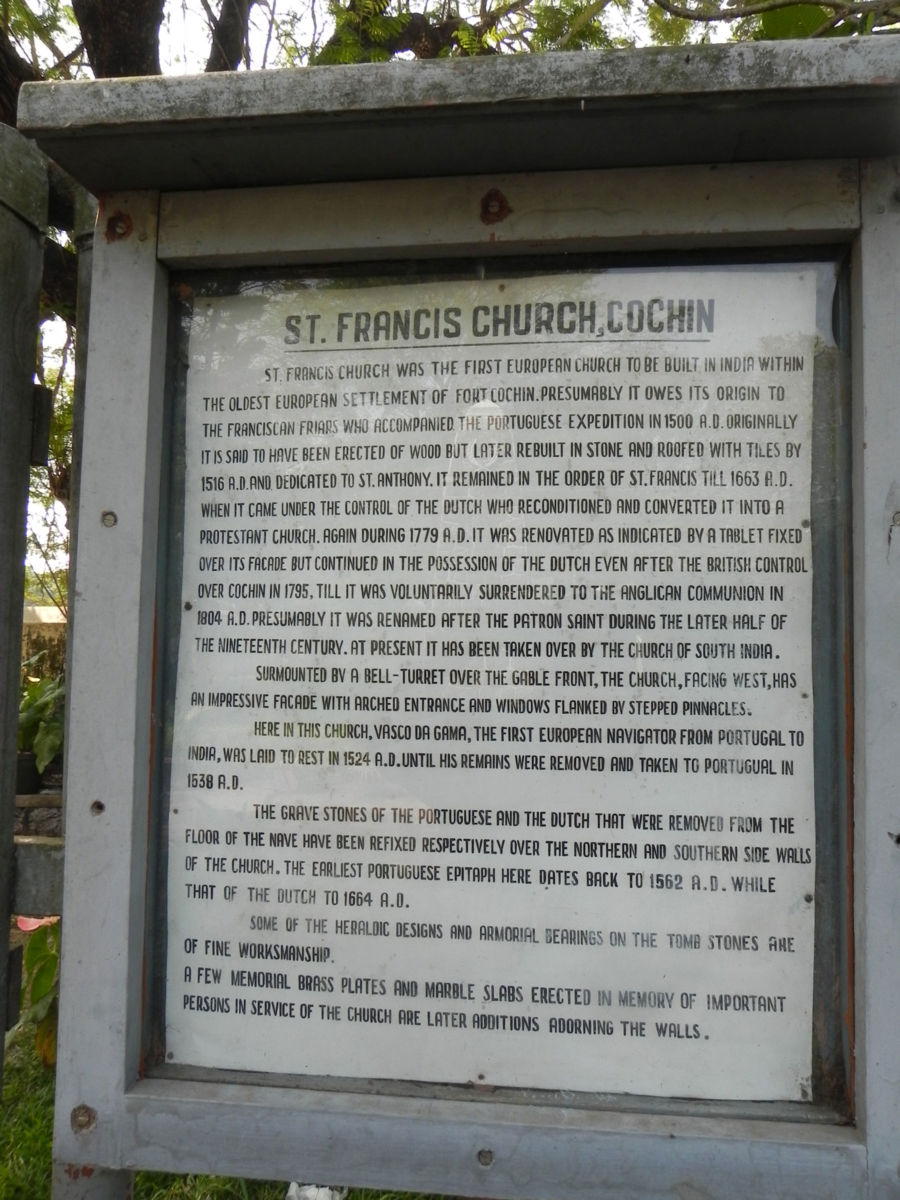 ST. FRANCIS CHURCH, COCHIN
ST. FRANCIS CHURCH WAS THE FIRST EUROPEAN CHURCH TO BE BUILT IN INDIA WITHIN
THE OLDEST EUROPEAN SETTLEMENT OF FORT COCHIN. PRESUMABLY IT OWES ITS ORIGIN TO
THE FRANCISCAN FRIARS WHO ACCOMPANIED THE PORTUGUESE EXPEDITION IN 1500 A.D. ORIGINALLY
IT IS SAID TO HAVE BEEN ERECTED OF WOOD BUT LATER REBUILT IN STONE AND ROOFED WITH TILES BY
1516 A.D. AND DEDICATED TO ST. ANTHONY. IT REMAINED IN THE ORDER OF ST. FRANCIS TILL 1663 A.D.
WHEN IT CAME UNDER THE CONTROL OF THE DUTCH WHO RECONDITIONED AND CONVERTED IT INTO A
PROTESTANT CHURCH. AGAIN DURING 1779 A.D. IT WAS RENOVATED AS INDICATED BY A TABLET FIXED
OVER ITS FACADE BUT CONTINUED IN THE POSSESSION OF THE DUTCH EVEN AFTER THE BRITISH CONTROL
OVER COCHIN IN 1795, TILL IT WAS VOLUNTARILY SURRENDERED TO THE ANGLICAN COMMUNION IN
1804 A.D. PRESUMABLY IT WAS RENAMED AFTER THE PATRON SAINT DURING THE LATER HALF OF
THE NINETEENTH CENTURY. AT PRESENT IT HAS BEEN TAKEN OVER BY THE CHURCH OF SOUTH INDIA.
SURMOUNTED BY A BELL-TURRET OVER THE GABLE FRONT, THE CHURCH, FACING WEST, HAS
AN IMPRESSIVE FACADE WITH ARCHED ENTRANCE AND WINDOWS FLANKED BY STEPPED PINNACLES.
HERE IN THIS CHURCH, VASCO DA GAMA, THE FIRST EUROPEAN NAVIGATOR FROM PORTUGAL TO
INDIA, WAS LAID TO REST IN 1524 A.D. UNTIL HIS REMAINS WERE REMOVED AND TAKEN TO PORTUGUAL IN
1538 A.D.
THE GRAVE STONES OF THE PORTUGUESE AND THE DUTCH THAT WERE REMOVED FROM THE
FLOOR OF THE NAVE HAVE BEEN REFIXED RESPECTIVELY OVER THE NORTHERN AND SOUTHERN SIDE WALLS
OF THE CHURCH. THE EARLIEST PORTUGUESE EPITAPH HERE DATES BACK TO 1562 A.D. WHILE
THAT OF THE DUTCH TO 1664 A.D.
SOME OF THE HERALDIC DESIGNS AND ARMORIAL BEARINGS ON THE TOMB STONES ARE
OF FINE WORKSMANSHIP.
A FEW MEMORIAL BRASS PLATES AND MARBLE SLABS ERECTED IN MEMORY OF IMPORTANT
PERSONS IN SERVICE OF THE CHURCH ARE LATER ADDITIONS ADORNING THE WALLS.